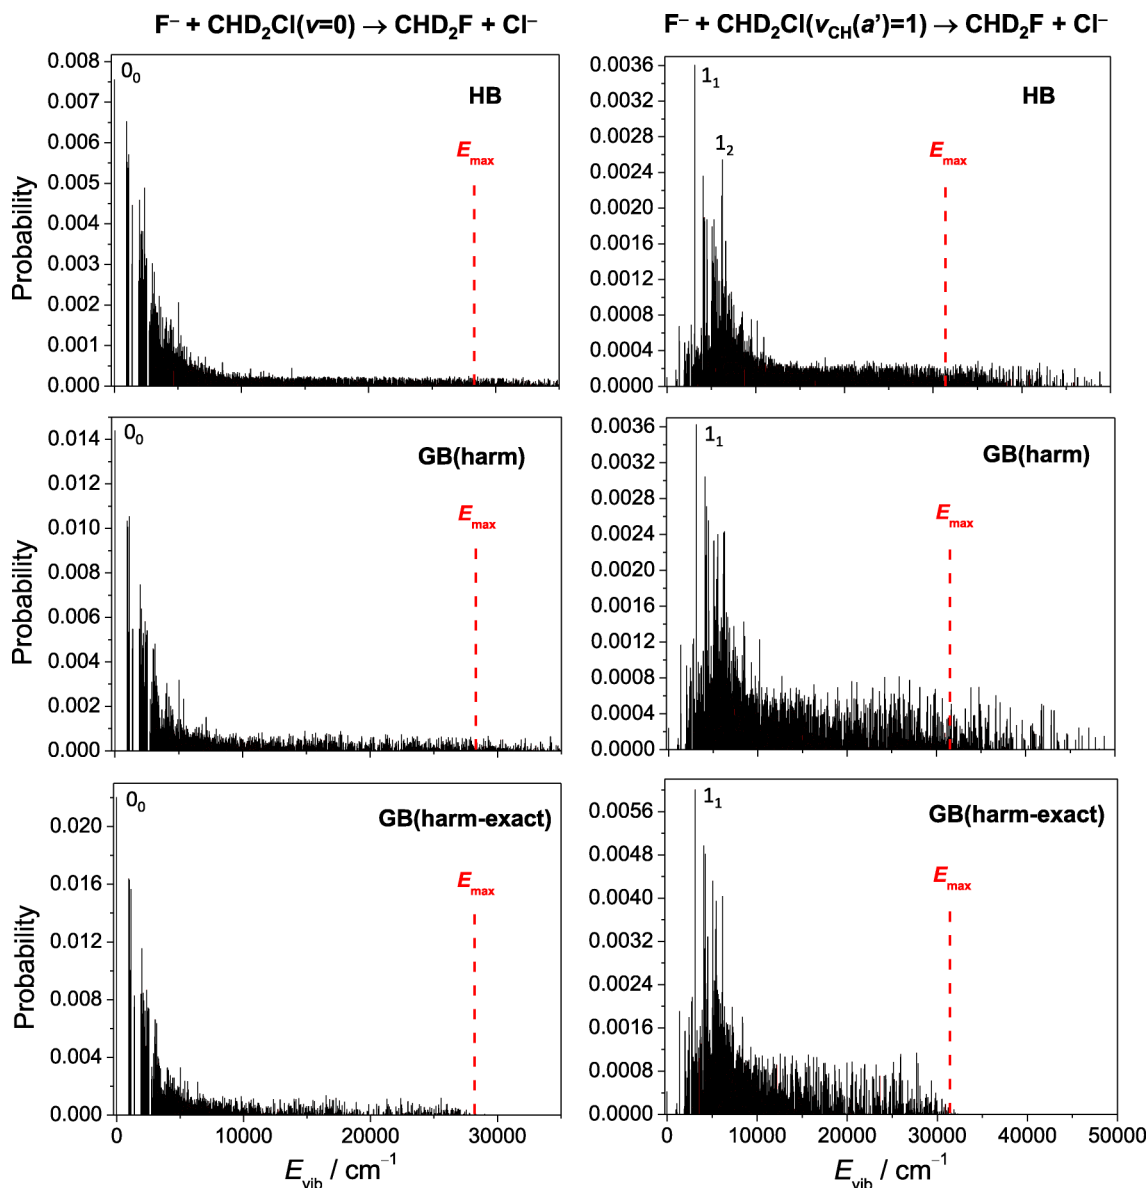 F⁻ + CHD₂Cl(v=0) → CHD₂F + Cl⁻
0.008
0.007
0.006
0.005
0.004
0.003
0.002
0.001
0.000
Probability
0₀
HB
Eₘₐₓ
F⁻ + CHD₂Cl(v_CH(a')=1) → CHD₂F + Cl⁻
0.0036
0.0032
0.0028
0.0024
0.0020
0.0016
0.0012
0.0008
0.0004
0.0000
1₁
1₂
HB
Eₘₐₓ
0.014
0.012
0.010
0.008
0.006
0.004
0.002
0.000
Probability
0₀
GB(harm)
Eₘₐₓ
0.0036
0.0032
0.0028
0.0024
0.0020
0.0016
0.0012
0.0008
0.0004
0.0000
1₁
GB(harm)
Eₘₐₓ
0.020
0.016
0.012
0.008
0.004
0.000
Probability
0₀
GB(harm-exact)
Eₘₐₓ
0 10000 20000 30000
E_vib / cm⁻¹
0.0056
0.0048
0.0040
0.0032
0.0024
0.0016
0.0008
0.0000
1₁
GB(harm-exact)
Eₘₐₓ
0 10000 20000 30000 40000 50000
E_vib / cm⁻¹